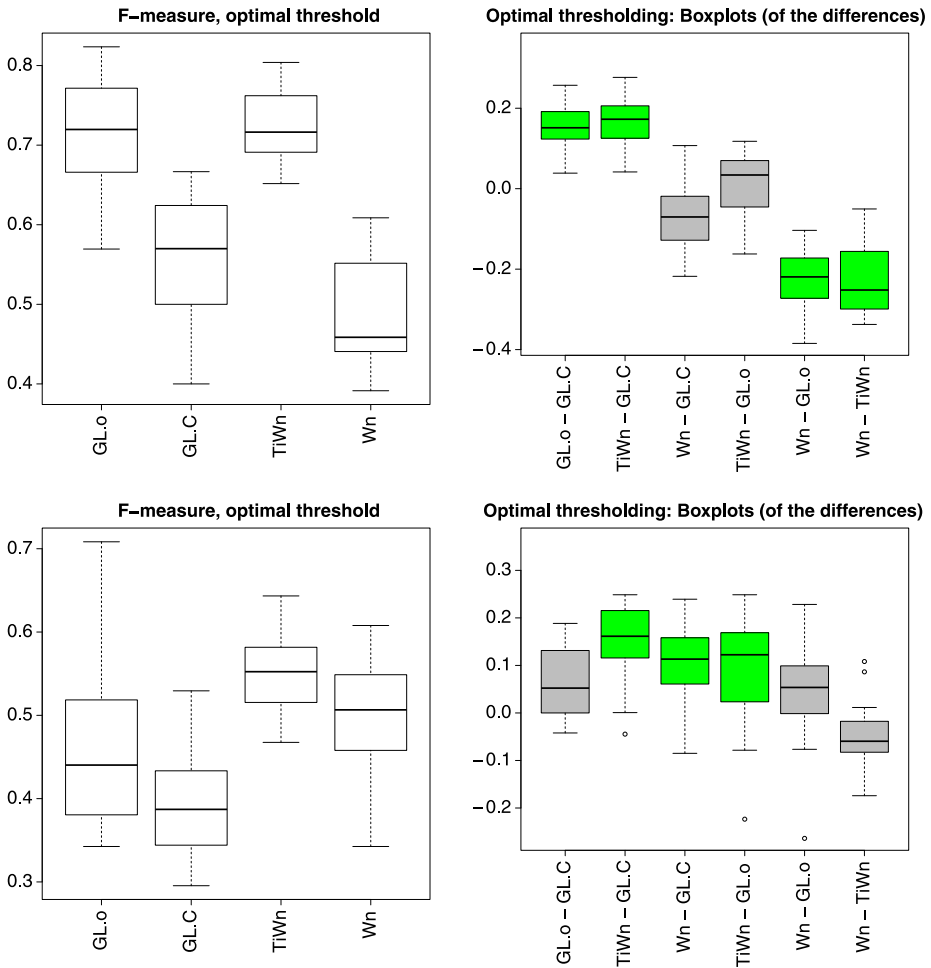 F−measure, optimal threshold
0.8
0.7
0.6
0.5
0.4
GL.o
GL.C
TiWn
Wn
Optimal thresholding: Boxplots (of the differences)
0.2
0.0
−0.2
−0.4
GL.o − GL.C
TiWn − GL.C
Wn − GL.C
TiWn − GL.o
Wn − GL.o
Wn − TiWn
F−measure, optimal threshold
0.7
0.6
0.5
0.4
0.3
GL.o
GL.C
TiWn
Wn
Optimal thresholding: Boxplots (of the differences)
0.3
0.2
0.1
0.0
−0.1
−0.2
GL.o − GL.C
TiWn − GL.C
Wn − GL.C
TiWn − GL.o
Wn − GL.o
Wn − TiWn